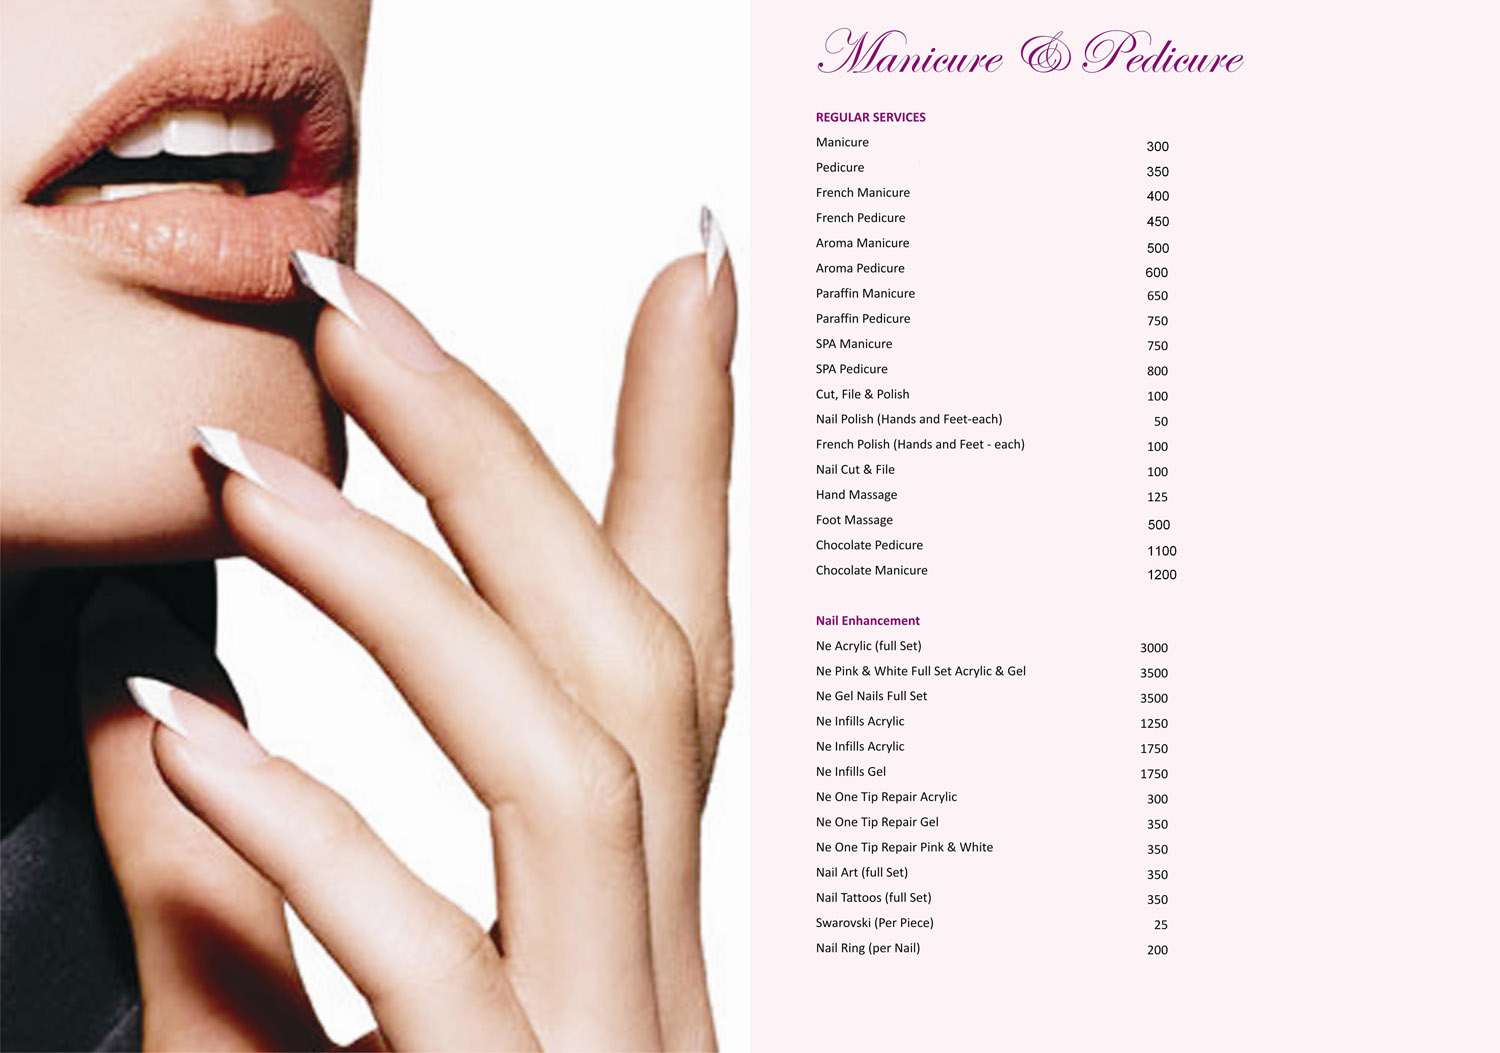 Manicure & Pedicure
REGULAR SERVICES
Manicure 300
Pedicure 350
French Manicure 400
French Pedicure 450
Aroma Manicure 500
Aroma Pedicure 600
Paraffin Manicure 650
Paraffin Pedicure 750
SPA Manicure 750
SPA Pedicure 800
Cut, File & Polish 100
Nail Polish (Hands and Feet-each) 50
French Polish (Hands and Feet - each) 100
Nail Cut & File 100
Hand Massage 125
Foot Massage 500
Chocolate Pedicure 1100
Chocolate Manicure 1200
Nail Enhancement
Ne Acrylic (full Set) 3000
Ne Pink & White Full Set Acrylic & Gel 3500
Ne Gel Nails Full Set 3500
Ne Infills Acrylic 1250
Ne Infills Acrylic 1750
Ne Infills Gel 1750
Ne One Tip Repair Acrylic 300
Ne One Tip Repair Gel 350
Ne One Tip Repair Pink & White 350
Nail Art (full Set) 350
Nail Tattoos (full Set) 350
Swarovski (Per Piece) 25
Nail Ring (per Nail) 200